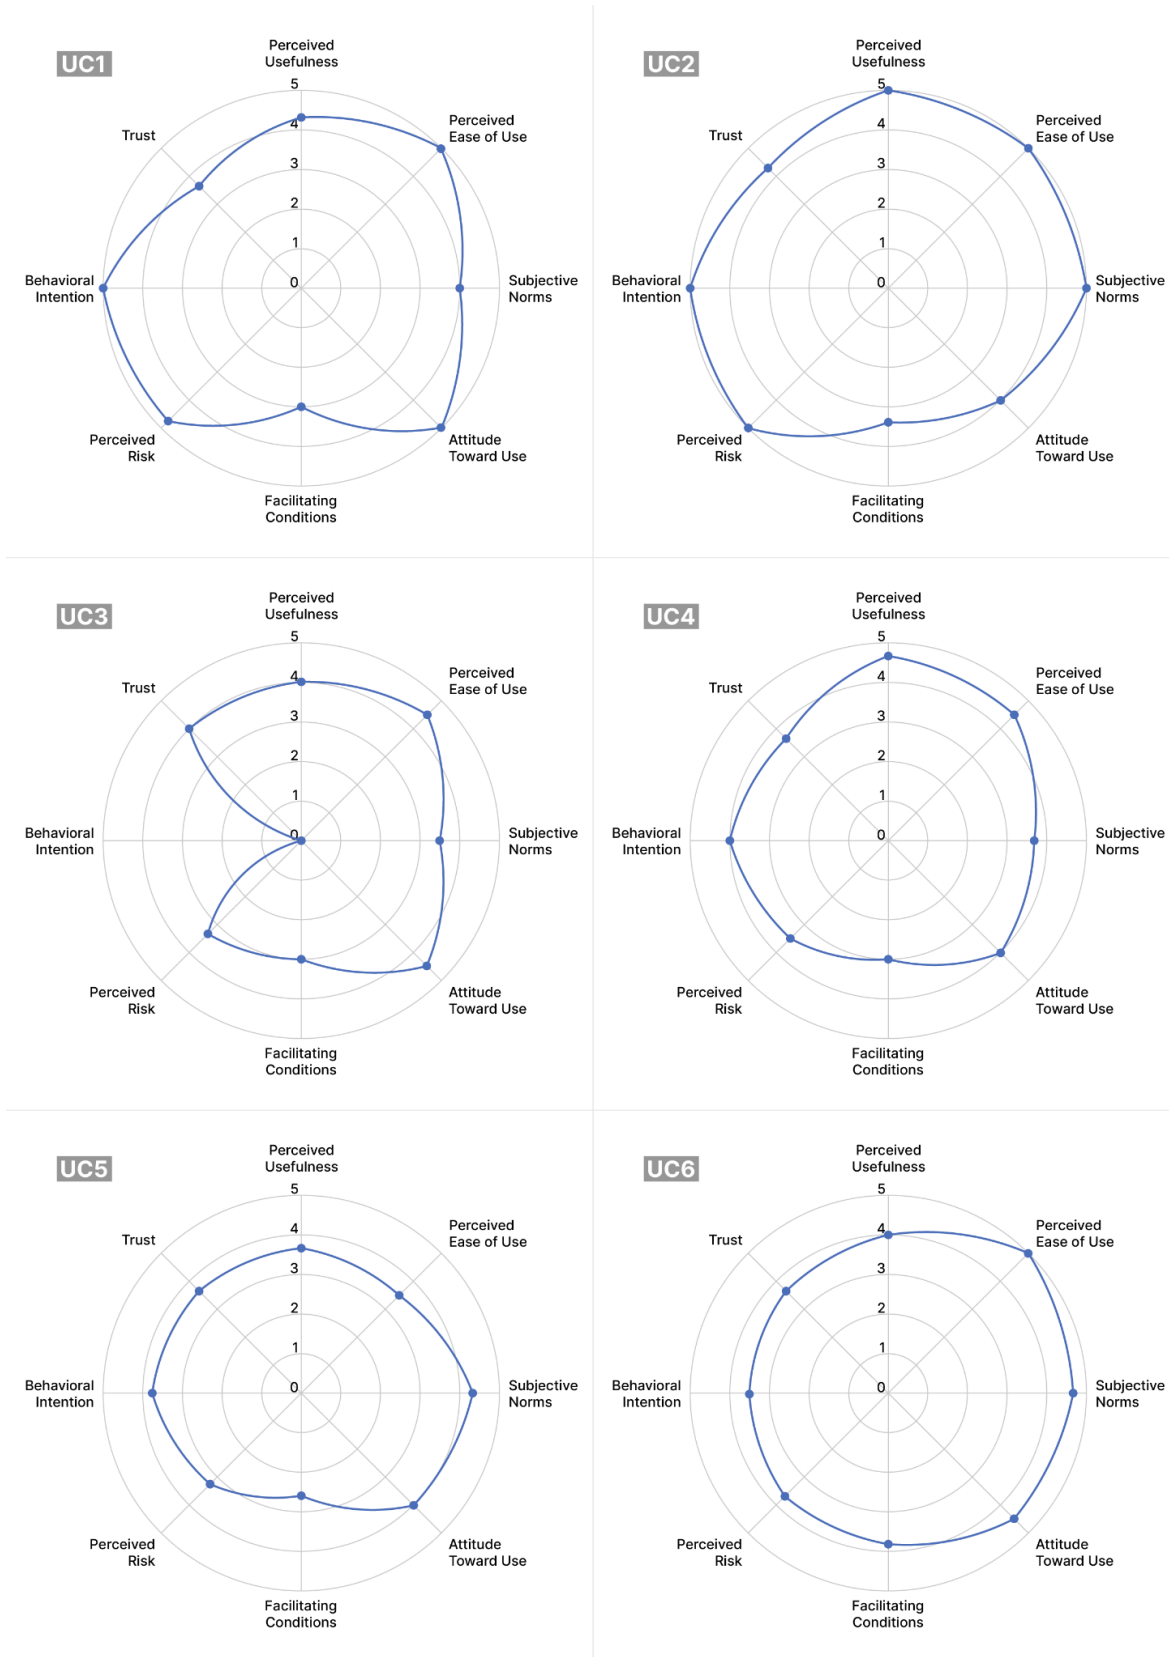 UC1
Perceived
Usefulness
5
4
3
2
1
0
Perceived
Ease of Use
Subjective
Norms
Attitude
Toward Use
Facilitating
Conditions
Perceived
Risk
Behavioral
Intention
Trust
UC2
Perceived
Usefulness
5
4
3
2
1
0
Perceived
Ease of Use
Subjective
Norms
Attitude
Toward Use
Facilitating
Conditions
Perceived
Risk
Behavioral
Intention
Trust
UC3
Perceived
Usefulness
5
4
3
2
1
0
Perceived
Ease of Use
Subjective
Norms
Attitude
Toward Use
Facilitating
Conditions
Perceived
Risk
Behavioral
Intention
Trust
UC4
Perceived
Usefulness
5
4
3
2
1
0
Perceived
Ease of Use
Subjective
Norms
Attitude
Toward Use
Facilitating
Conditions
Perceived
Risk
Behavioral
Intention
Trust
UC5
Perceived
Usefulness
5
4
3
2
1
0
Perceived
Ease of Use
Subjective
Norms
Attitude
Toward Use
Facilitating
Conditions
Perceived
Risk
Behavioral
Intention
Trust
UC6
Perceived
Usefulness
5
4
3
2
1
0
Perceived
Ease of Use
Subjective
Norms
Attitude
Toward Use
Facilitating
Conditions
Perceived
Risk
Behavioral
Intention
Trust